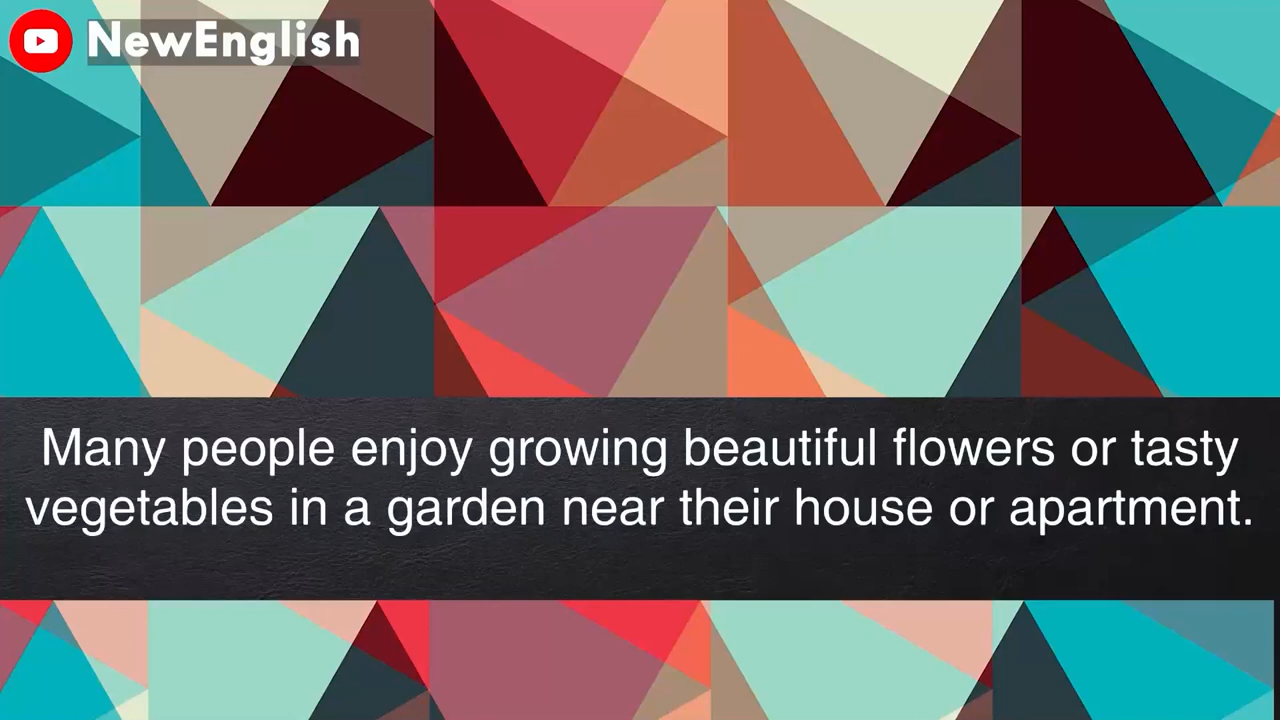 NewEnglish
Many people enjoy growing beautiful flowers or tasty
vegetables in a garden near their house or apartment.